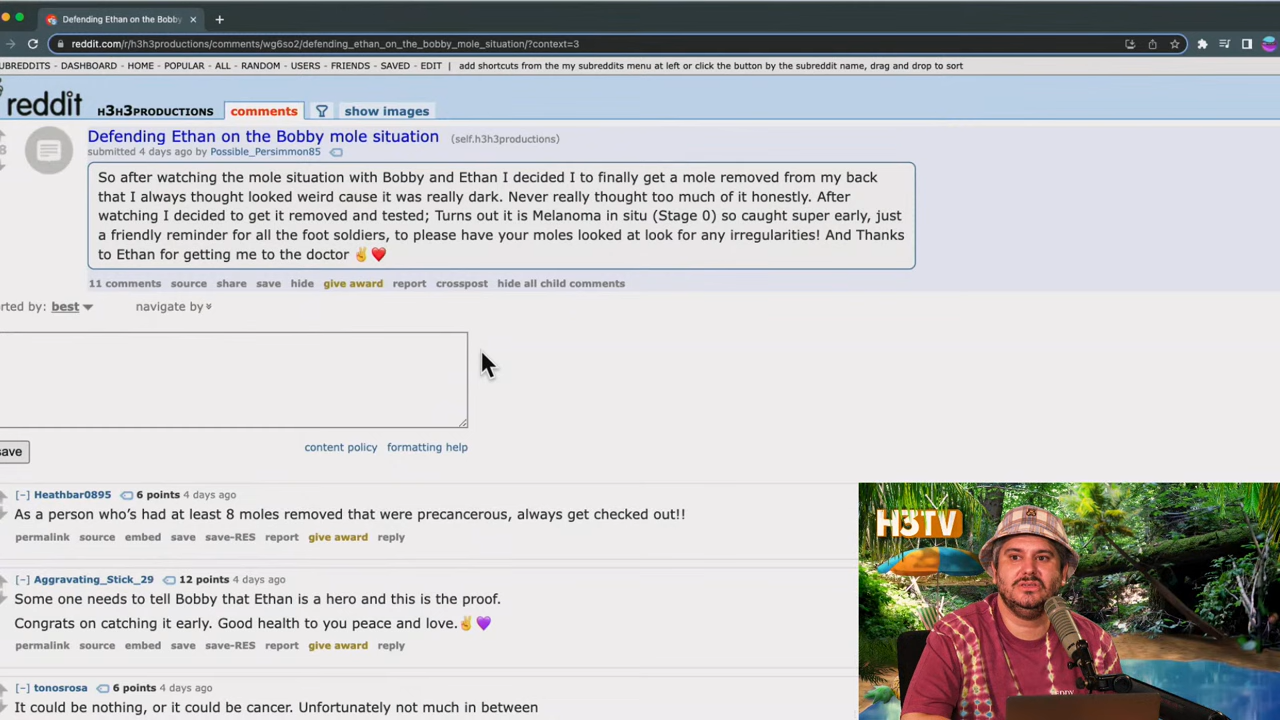 Defending Ethan on the Bobby
reddit.com/r/h3h3productions/comments/wg6so2/defending_ethan_on_the_bobby_mole_situation/?context=3
UBREDDITS - DASHBOARD - HOME - POPULAR - ALL - RANDOM - USERS - FRIENDS - SAVED - EDIT | add shortcuts from the my subreddits menu at left or click the button by the subreddit name, drag and drop to sort
reddit H3H3PRODUCTIONS comments show images
Defending Ethan on the Bobby mole situation (self.h3h3productions)
8 submitted 4 days ago by Possible_Persimmon85
So after watching the mole situation with Bobby and Ethan I decided I to finally get a mole removed from my back
that I always thought looked weird cause it was really dark. Never really thought too much of it honestly. After
watching I decided to get it removed and tested; Turns out it is Melanoma in situ (Stage 0) so caught super early, just
a friendly reminder for all the foot soldiers, to please have your moles looked at look for any irregularities! And Thanks
to Ethan for getting me to the doctor ✌️❤️
11 comments source share save hide give award report crosspost hide all child comments
rted by: best navigate by
save content policy formatting help
[–] Heathbar0895 6 points 4 days ago
As a person who’s had at least 8 moles removed that were precancerous, always get checked out!!
permalink source embed save save-RES report give award reply
[–] Aggravating_Stick_29 12 points 4 days ago
Some one needs to tell Bobby that Ethan is a hero and this is the proof.
Congrats on catching it early. Good health to you peace and love.✌️💜
permalink source embed save save-RES report give award reply
[–] tonosrosa 6 points 4 days ago
It could be nothing, or it could be cancer. Unfortunately not much in between
H3TV